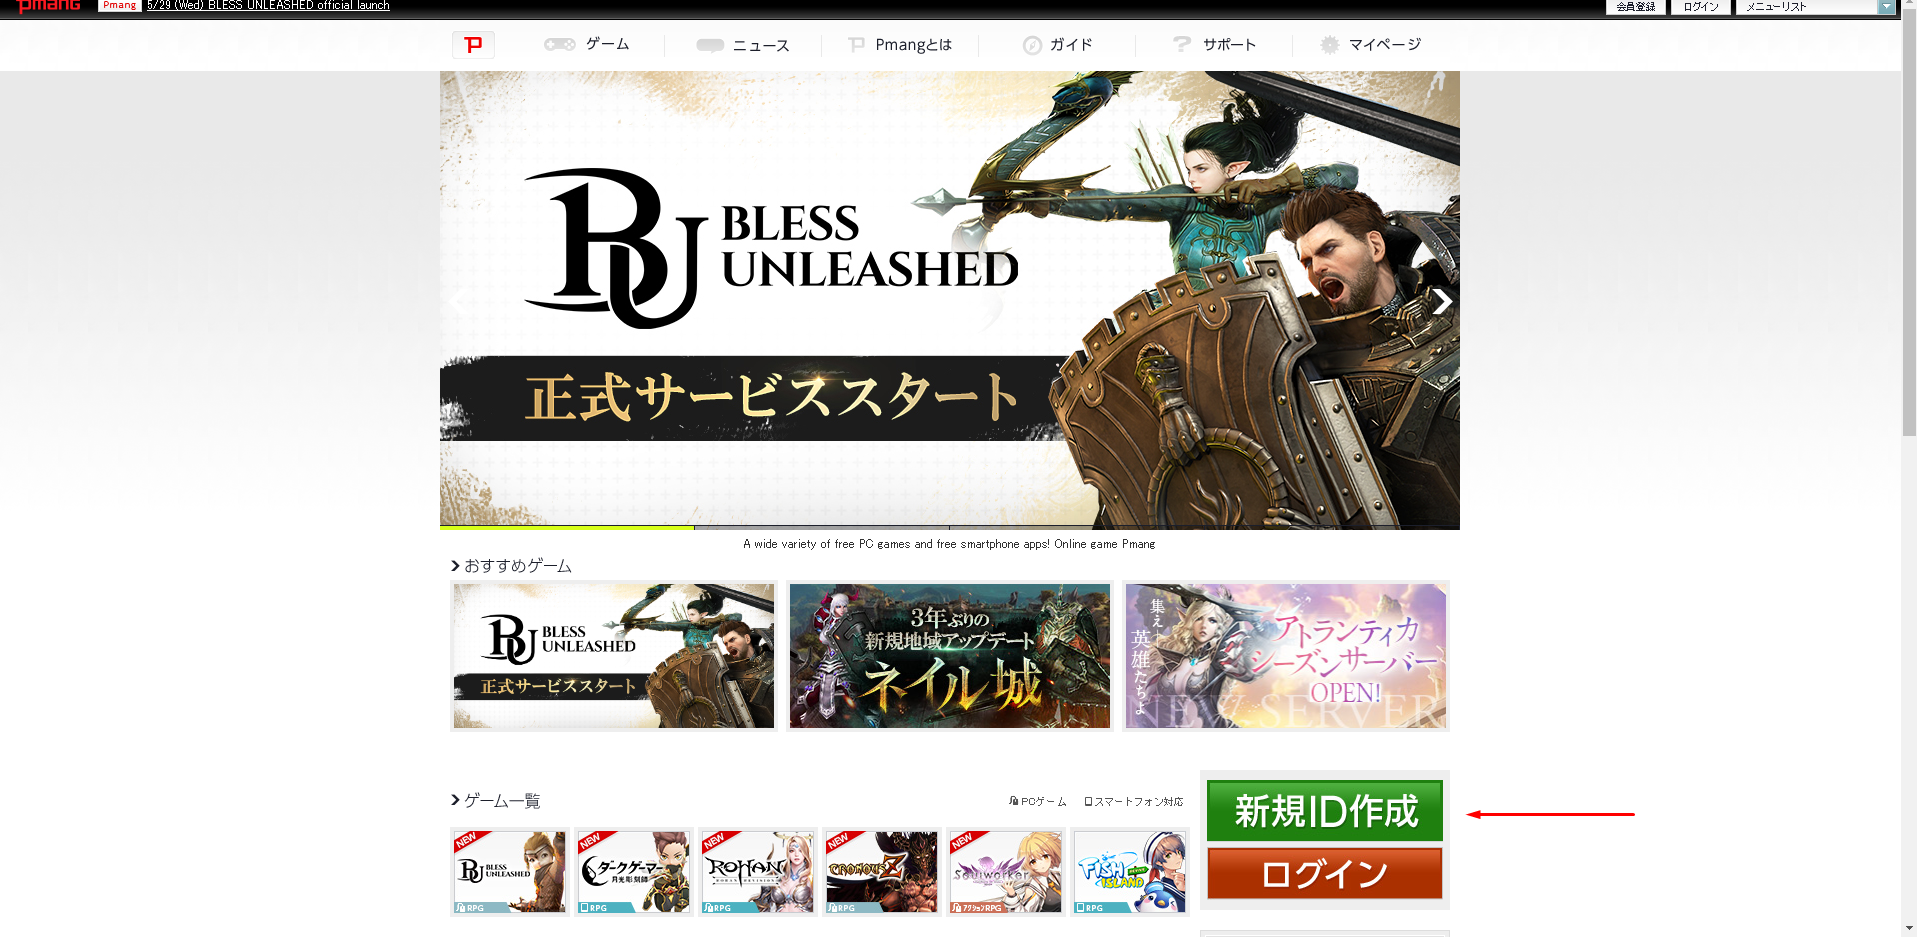 Pmang
Pmang 5/29 (Wed) BLESS UNLEASHED official launch
会員登録
ログイン
メニューリスト
ゲーム
ニュース
Pmangとは
ガイド
サポート
マイページ
BLESS
UNLEASHED
正式サービススタート
A wide variety of free PC games and free smartphone apps! Online game Pmang
おすすめゲーム
BLESS
UNLEASHED
正式サービススタート
3年ぶりの
新規地域アップデート
ネイル城
集え
英雄たちよ
アトランティカ
シーズンサーバー
OPEN!
NEW SERVER
ゲーム一覧
PCゲーム
スマートフォン対応
新規ID作成
ログイン
NEW
BLESS
UNLEASHED
RPG
NEW
ダークゲーマー
月光彫刻師
RPG
NEW
ROHAN
RPG
NEW
CRONOUS Z
RPG
NEW
Soulworker
アクションRPG
FISH
ISLAND
RPG